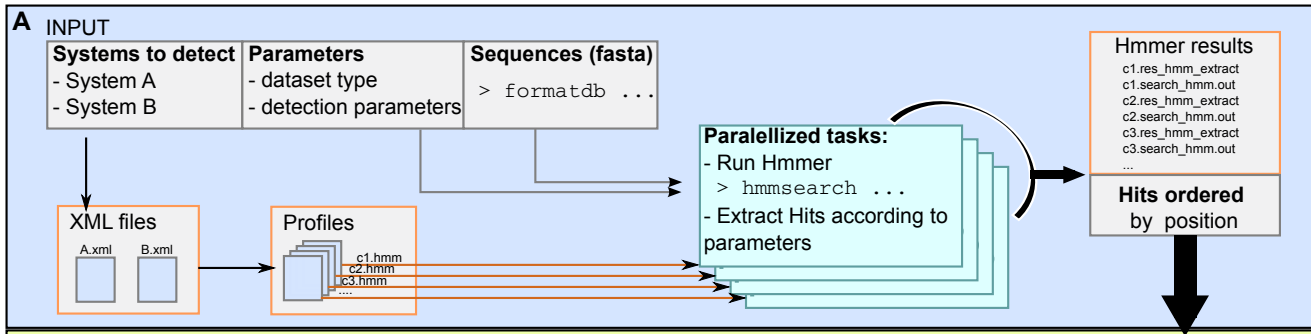 A
INPUT
Systems to detect
- System A
- System B
Parameters
- dataset type
- detection parameters
Sequences (fasta)
> formatdb ...
XML files
A.xml
B.xml
Profiles
c1.hmm
c2.hmm
c3.hmm
....
Paralellized tasks:
- Run Hmmer
> hmmsearch ...
- Extract Hits according to
parameters
Hmmer results
c1.res_hmm_extract
c1.search_hmm.out
c2.res_hmm_extract
c2.search_hmm.out
c3.res_hmm_extract
c3.search_hmm.out
...
Hits ordered
by position